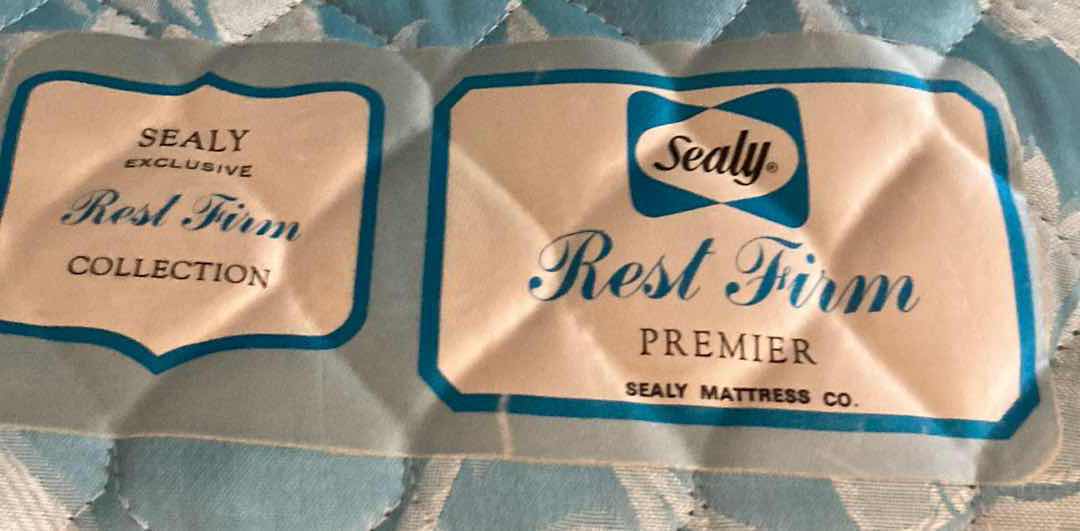 SEALY
EXCLUSIVE
Rest Firm
COLLECTION
Sealy®
Rest Firm
PREMIER
SEALY MATTRESS CO.